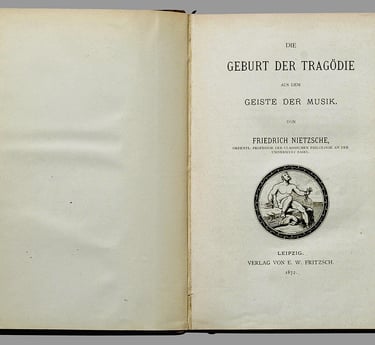 DIE
GEBURT DER TRAGÖDIE
AUS DEM
GEISTE DER MUSIK.
VON
FRIEDRICH NIETZSCHE,
ORDENTL. PROFESSOR DER CLASSISCHEN PHILOLOGIE AN DER
UNIVERSITÄT BASEL.
LEIPZIG.
VERLAG VON E. W. FRITZSCH.
1872.